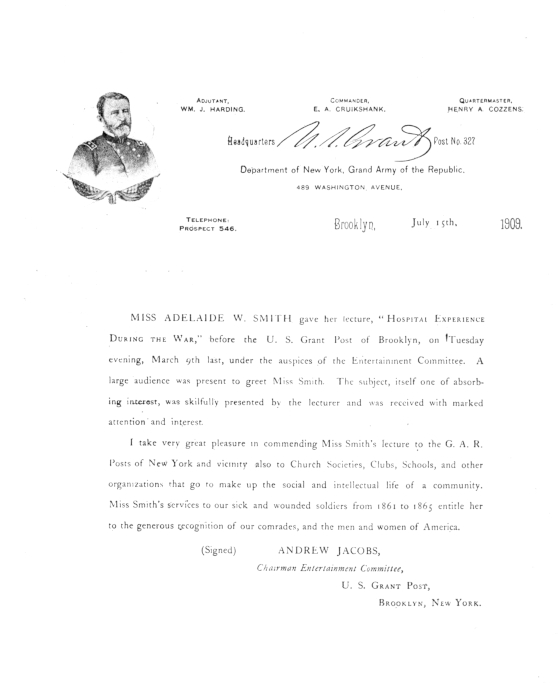 ADJUTANT, COMMANDER, QUARTERMASTER,
WM. J. HARDING. E. A. CRUIKSHANK. HENRY A. COZZENS.
Headquarters U. S. Grant Post No. 327
Department of New York, Grand Army of the Republic.
489 WASHINGTON AVENUE,
TELEPHONE-
PROSPECT 546.
Brooklyn, July 15th, 1909.
MISS ADELAIDE W. SMITH gave her lecture, "HOSPITAL EXPERIENCE
DURING THE WAR," before the U. S. Grant Post of Brooklyn, on Tuesday
evening, March 9th last, under the auspices of the Entertainment Committee. A
large audience was present to greet Miss Smith. The subject, itself one of absorb-
ing interest, was skilfully presented by the lecturer and was received with marked
attention and interest.
I take very great pleasure in commending Miss Smith's lecture to the G. A. R.
Posts of New York and vicinity also to Church Societies, Clubs, Schools, and other
organizations that go to make up the social and intellectual life of a community.
Miss Smith's services to our sick and wounded soldiers from 1861 to 1865 entitle her
to the generous recognition of our comrades, and the men and women of America.
(Signed) ANDREW JACOBS,
Chairman Entertainment Committee,
U. S. GRANT POST,
BROOKLYN, NEW YORK.